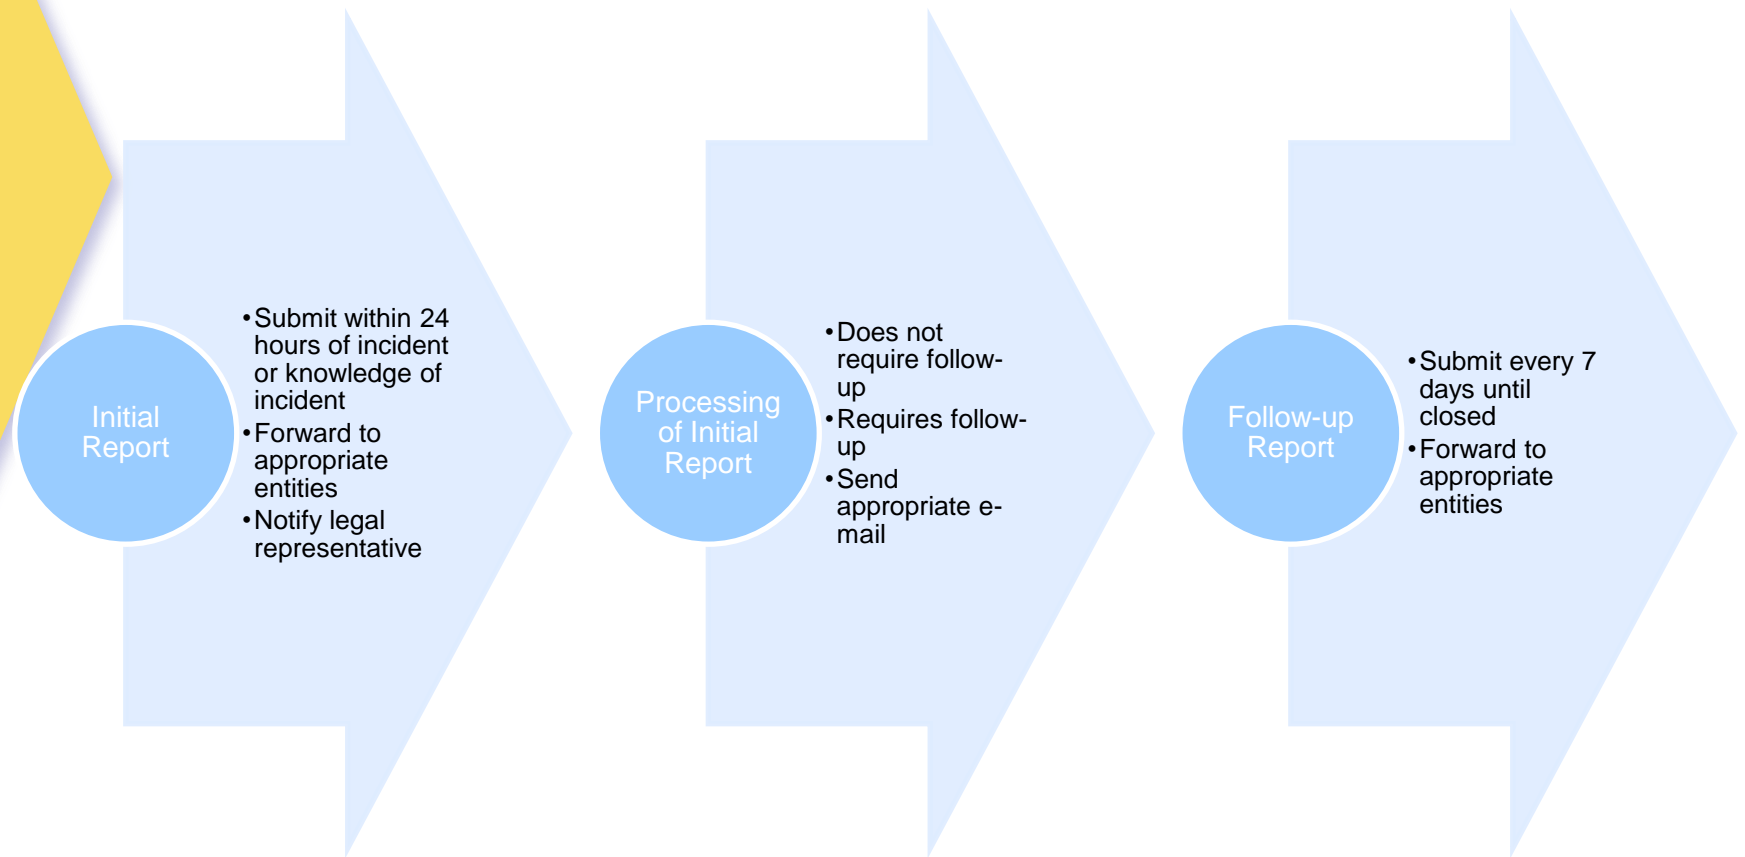 Initial
Report
•Submit within 24
hours of incident
or knowledge of
incident
•Forward to
appropriate
entities
•Notify legal
representative
Processing
of Initial
Report
•Does not
require follow-
up
•Requires follow-
up
•Send
appropriate e-
mail
Follow-up
Report
•Submit every 7
days until
closed
•Forward to
appropriate
entities